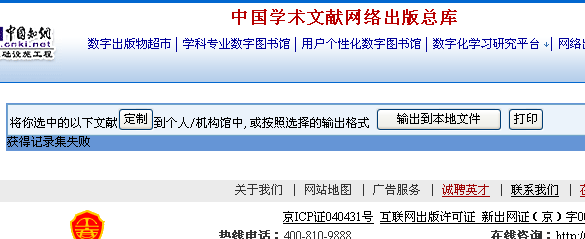 中国学术文献网络出版总库
中国知网
www.cnki.net
础设施工程
数字出版物超市 | 学科专业数字图书馆 | 用户个性化数字图书馆 | 数字化学习研究平台 | 网络
将你选中的以下文献 定制 到个人/机构馆中,或按照选择的输出格式 输出到本地文件 打印
获得记录集失败
关于我们 | 网站地图 | 广告服务 | 诚聘英才 | 联系我们 |
京ICP证040431号 互联网出版许可证 新出网证(京)字00
热线电话：400-810-9888 在线咨询：http:/